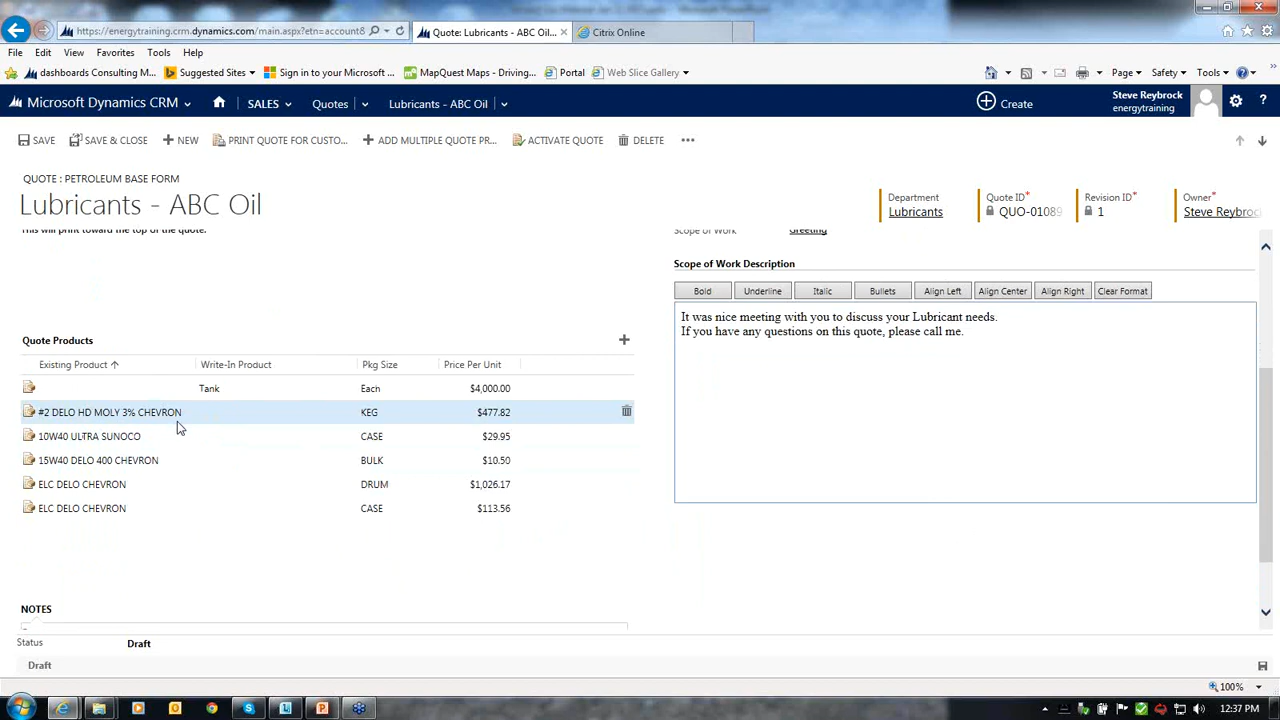 https://energytraining.crm.dynamics.com/main.aspx?etn=account8
Quote: Lubricants - ABC Oil...
Citrix Online
File Edit View Favorites Tools Help
dashboards Consulting M... Suggested Sites Sign in to your Microsoft ... MapQuest Maps - Driving,... Portal Web Slice Gallery Page Safety Tools
Microsoft Dynamics CRM SALES Quotes Lubricants - ABC Oil Create Steve Reybrock
energytraining
SAVE SAVE & CLOSE + NEW PRINT QUOTE FOR CUSTO... + ADD MULTIPLE QUOTE PR... ACTIVATE QUOTE DELETE •••
QUOTE : PETROLEUM BASE FORM
Lubricants - ABC Oil
Department Quote ID* Revision ID* Owner*
Lubricants QUO-01089 1 Steve Reybroc
This will print toward the top of the quote.
Scope of Work Greeting
Scope of Work Description
Bold Underline Italic Bullets Align Left Align Center Align Right Clear Format
It was nice meeting with you to discuss your Lubricant needs.
If you have any questions on this quote, please call me.
Quote Products +
Existing Product ↑ Write-In Product Pkg Size Price Per Unit
Tank Each $4,000.00
#2 DELO HD MOLY 3% CHEVRON KEG $477.82
10W40 ULTRA SUNOCO CASE $29.95
15W40 DELO 400 CHEVRON BULK $10.50
ELC DELO CHEVRON DRUM $1,026.17
ELC DELO CHEVRON CASE $113.56
NOTES
Status Draft
Draft
100%
12:37 PM